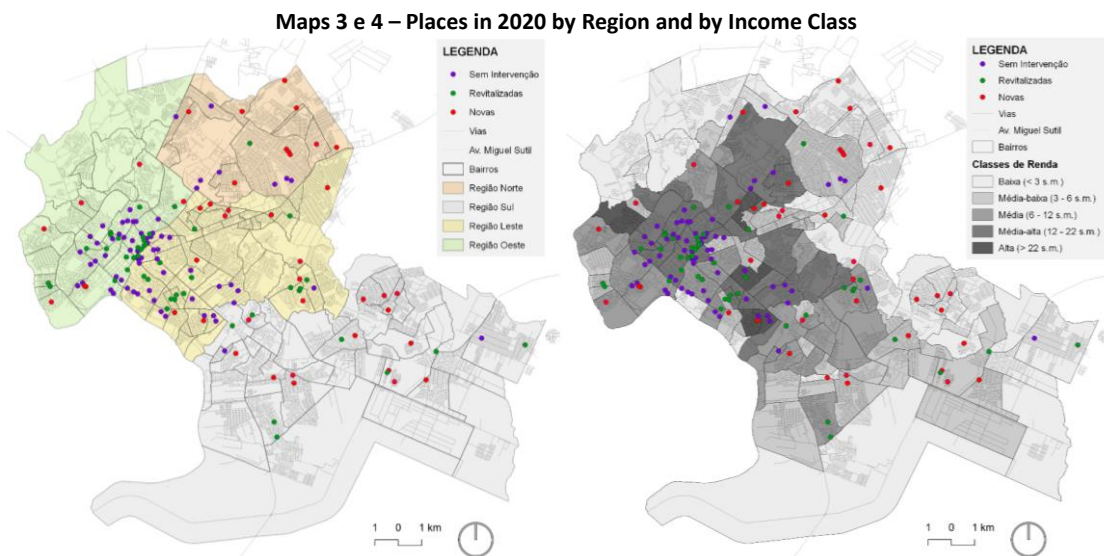 Maps 3 e 4 – Places in 2020 by Region and by Income Class
LEGENDA
Sem Intervenção
Revitalizadas
Novas
Vias
Av. Miguel Sutil
Bairros
Região Norte
Região Sul
Região Leste
Região Oeste
1 0 1 km
LEGENDA
Sem Intervenção
Revitalizadas
Novas
Vias
Av. Miguel Sutil
Bairros
Classes de Renda
Baixa (< 3 s.m.)
Média-baixa (3 - 6 s.m.)
Média (6 - 12 s.m.)
Média-alta (12 - 22 s.m.)
Alta (> 22 s.m.)
1 0 1 km